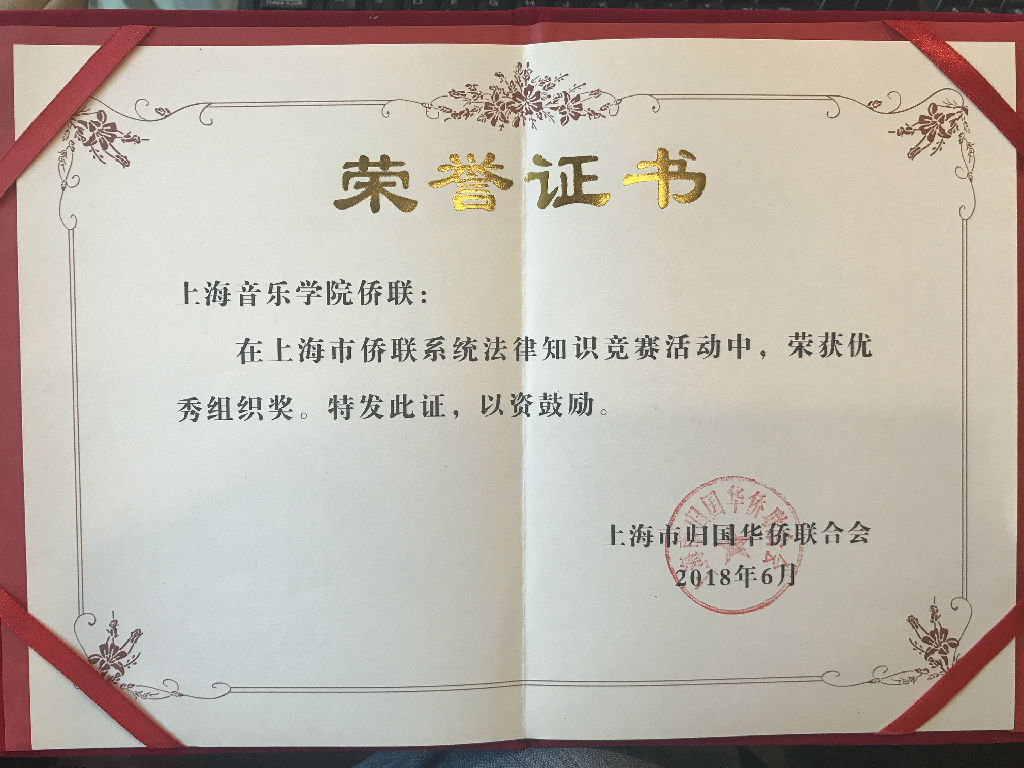 荣誉证书
上海音乐学院侨联：
在上海市侨联系统法律知识竞赛活动中，荣获优
秀组织奖。特发此证，以资鼓励。
上海市归国华侨联合会
2018年6月